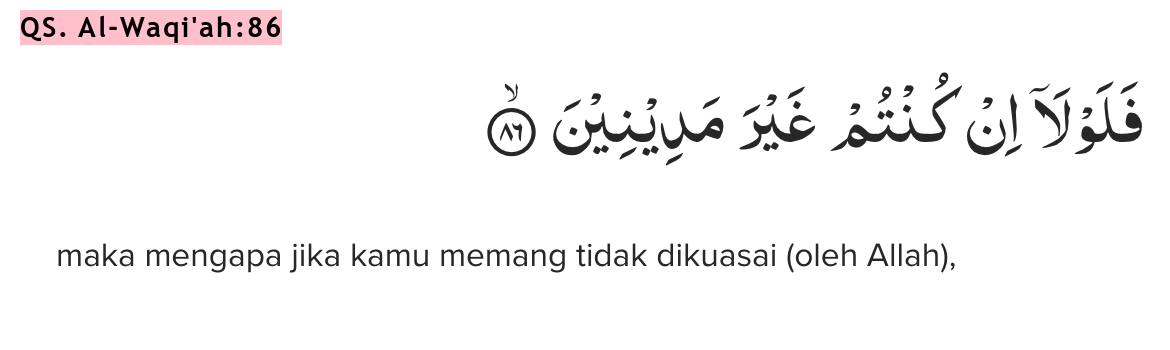 QS. Al-Waqi'ah:86
فَلَوْلَآ اِنْ كُنْتُمْ غَيْرَ مَدِيْنِيْنَ ۙ ٨٦
maka mengapa jika kamu memang tidak dikuasai (oleh Allah),